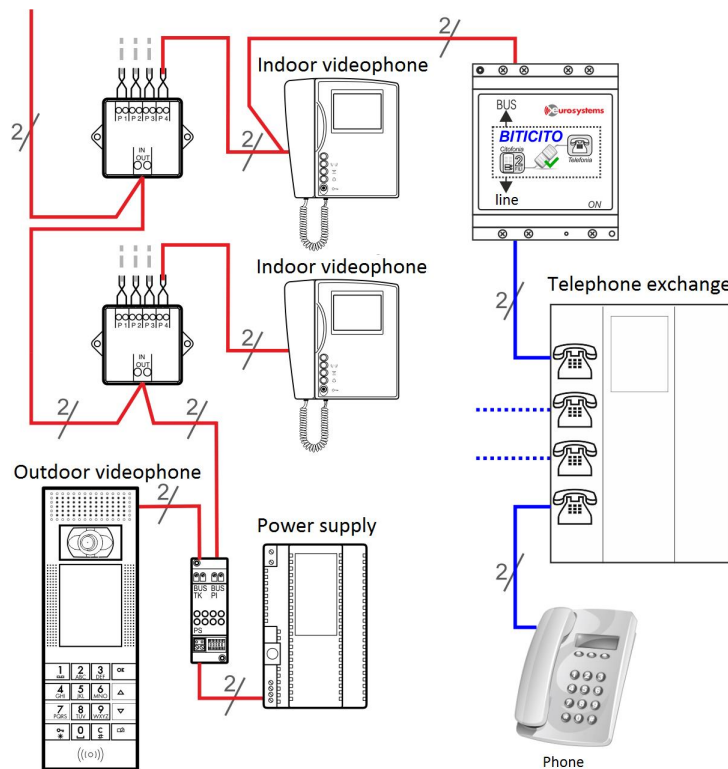 2
Indoor videophone
P 1 P 2 P 3 P 4
2
2
IN
OUT
BUS
eurosystems
BITICITO
Citofonia
2
FILI
Telefonia
line
ON
Indoor videophone
P 1 P 2 P 3 P 4
2
IN
OUT
2
Telephone exchange
2
2
Outdoor videophone
2
Power supply
BUS BUS
TK PI
PS
2
2
1
2 ABC
3 DEF
OK
4 GHI
5 JKL
6 MNO
7 PQRS
8 TUV
9 WXYZ
*
0
C
#
((o))
Phone